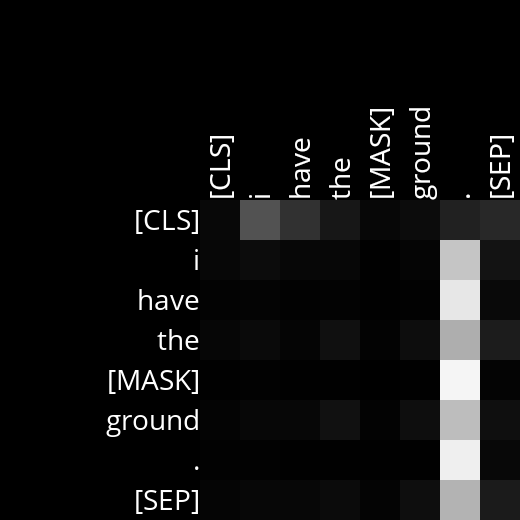 [CLS] i have the [MASK] ground . [SEP]
[CLS]
i
have
the
[MASK]
ground
.
[SEP]